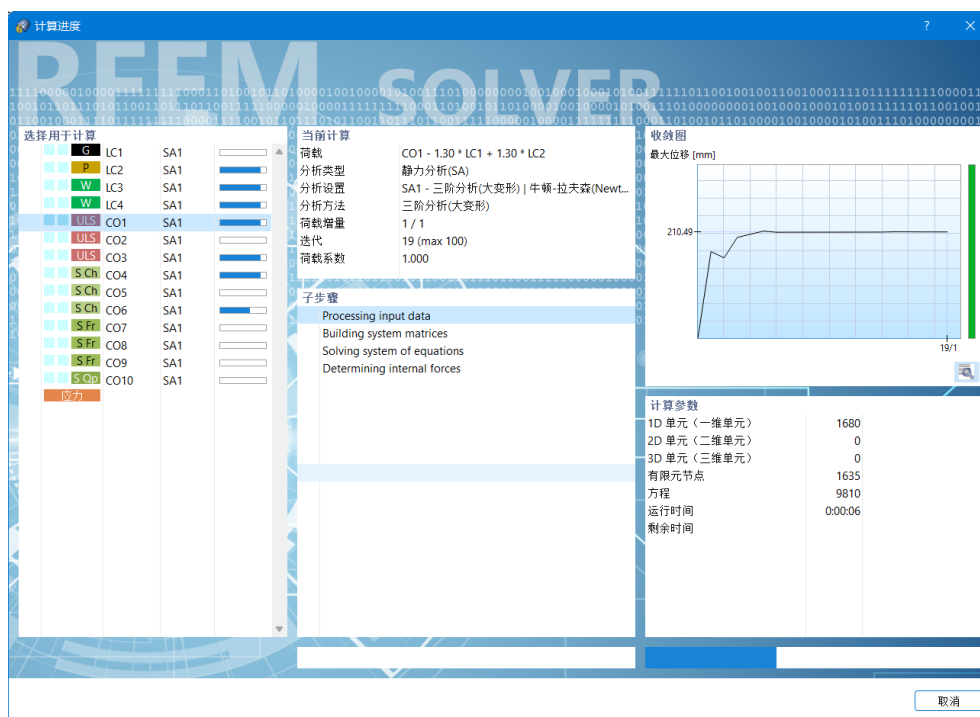 计算进度
RFEM SOLVER
选择用于计算
G LC1 SA1
P LC2 SA1
W LC3 SA1
W LC4 SA1
ULS CO1 SA1
ULS CO2 SA1
ULS CO3 SA1
S Ch CO4 SA1
S Ch CO5 SA1
S Ch CO6 SA1
S Fr CO7 SA1
S Fr CO8 SA1
S Fr CO9 SA1
S Qp CO10 SA1
应力
当前计算
荷载 CO1 - 1.30 * LC1 + 1.30 * LC2
分析类型 静力分析(SA)
分析设置 SA1 - 三阶分析(大变形) | 牛顿-拉夫森(Newt...
分析方法 三阶分析(大变形)
荷载增量 1 / 1
迭代 19 (max 100)
荷载系数 1.000
子步骤
Processing input data
Building system matrices
Solving system of equations
Determining internal forces
收敛图
最大位移 [mm]
210.49
19/1
计算参数
1D 单元（一维单元） 1680
2D 单元（二维单元） 0
3D 单元（三维单元） 0
有限元节点 1635
方程 9810
运行时间 0:00:06
剩余时间
取消